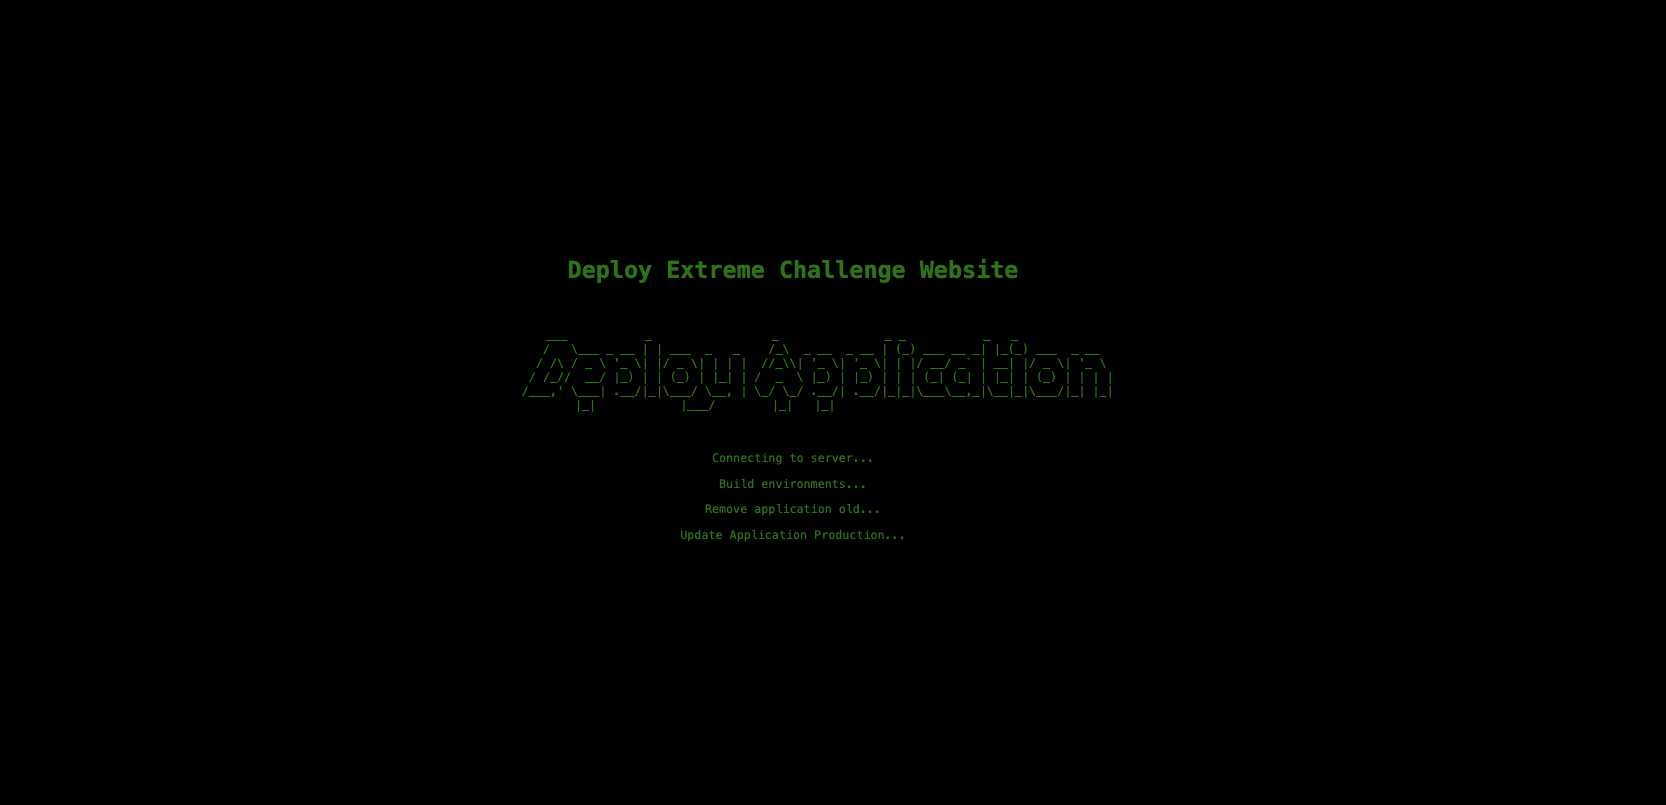 Deploy Extreme Challenge Website
Deploy Application
Connecting to server...
Build environments...
Remove application old...
Update Application Production...